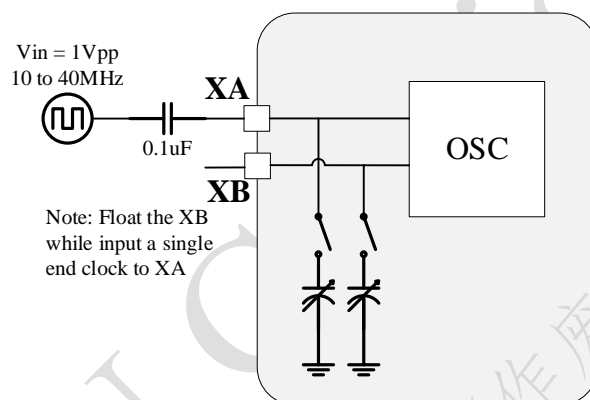 Vin = 1Vpp
10 to 40MHz
XA
0.1uF
OSC
XB
Note: Float the XB
while input a single
end clock to XA